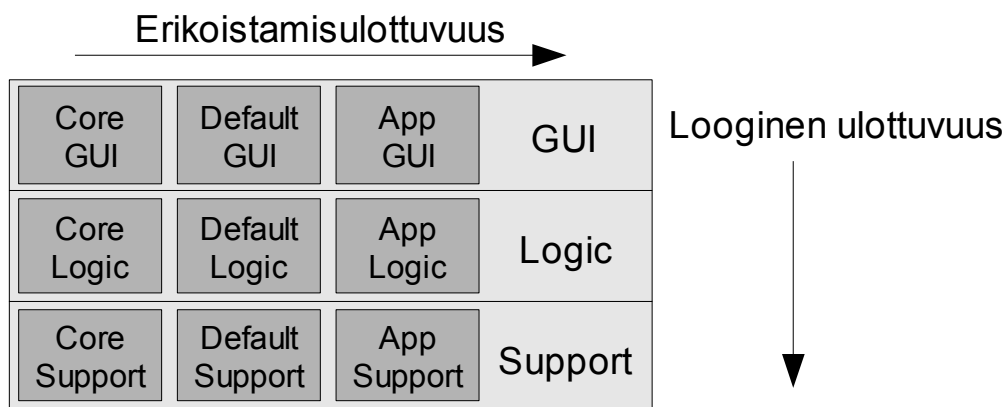 Erikoistamisulottuvuus
Core
GUI
Default
GUI
App
GUI
GUI
Looginen ulottuvuus
Core
Logic
Default
Logic
App
Logic
Logic
Core
Support
Default
Support
App
Support
Support